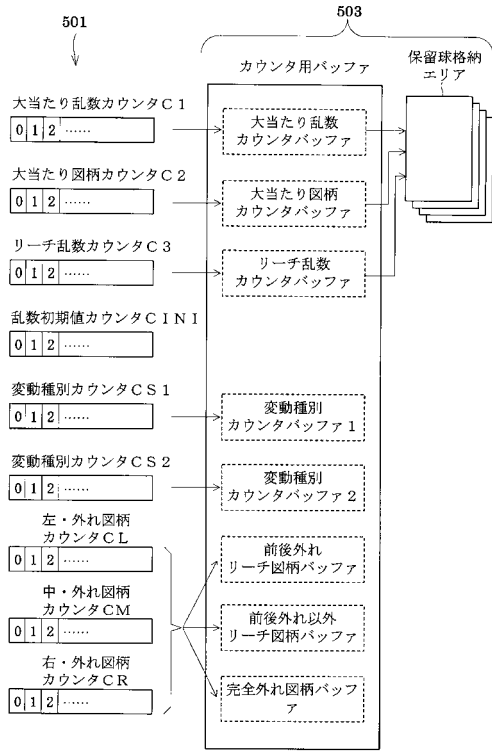 501
503
カウンタ用バッファ
保留球格納
エリア
大当たり乱数カウンタC1
0 1 2 ……
大当たり乱数
カウンタバッファ
大当たり図柄カウンタC2
0 1 2 ……
大当たり図柄
カウンタバッファ
リーチ乱数カウンタC3
0 1 2 ……
リーチ乱数
カウンタバッファ
乱数初期値カウンタCINI
0 1 2 ……
変動種別カウンタCS1
0 1 2 ……
変動種別
カウンタバッファ1
変動種別カウンタCS2
0 1 2 ……
変動種別
カウンタバッファ2
左・外れ図柄
カウンタCL
0 1 2 ……
前後外れ
リーチ図柄バッファ
中・外れ図柄
カウンタCM
0 1 2 ……
前後外れ以外
リーチ図柄バッファ
右・外れ図柄
カウンタCR
0 1 2 ……
完全外れ図柄バッフ
ァ